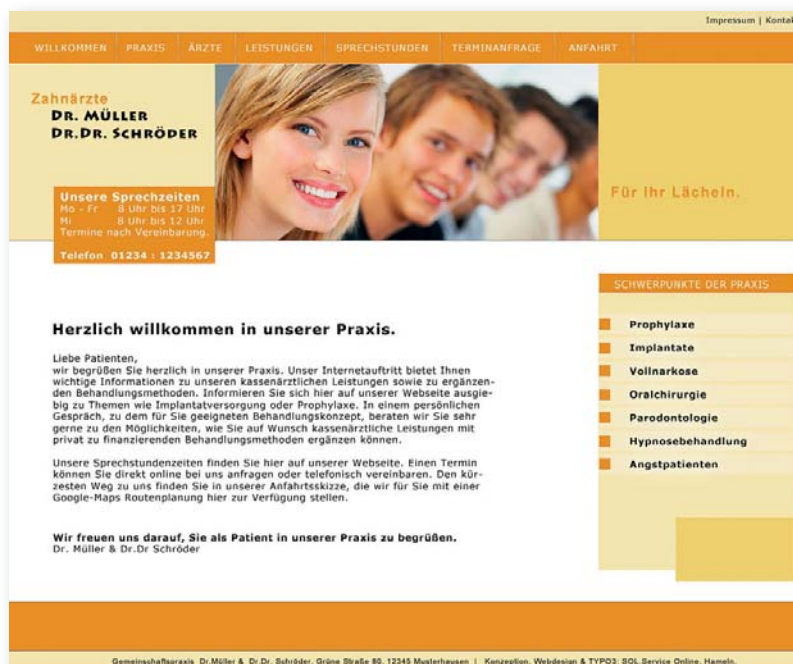 Impressum | Kontakt
WILLKOMMEN PRAXIS ÄRZTE LEISTUNGEN SPRECHSTUNDEN TERMINANFRAGE ANFAHRT
Zahnärzte
DR. MÜLLER
DR.DR. SCHRÖDER
Unsere Sprechzeiten
Mo - Fr 8 Uhr bis 17 Uhr
Mi 8 Uhr bis 12 Uhr
Termine nach Vereinbarung.
Telefon 01234 : 1234567
Für Ihr Lächeln.
Herzlich willkommen in unserer Praxis.
Liebe Patienten,
wir begrüßen Sie herzlich in unserer Praxis. Unser Internetauftritt bietet Ihnen
wichtige Informationen zu unseren kassenärztlichen Leistungen sowie zu ergänzen-
den Behandlungsmethoden. Informieren Sie sich hier auf unserer Webseite ausgie-
big zu Themen wie Implantatversorgung oder Prophylaxe. In einem persönlichen
Gespräch, zu dem für Sie geeigneten Behandlungskonzept, beraten wir Sie sehr
gerne zu den Möglichkeiten, wie Sie auf Wunsch kassenärztliche Leistungen mit
privat zu finanzierenden Behandlungsmethoden ergänzen können.
Unsere Sprechstundenzeiten finden Sie hier auf unserer Webseite. Einen Termin
können Sie direkt online bei uns anfragen oder telefonisch vereinbaren. Den kür-
zesten Weg zu uns finden Sie in unserer Anfahrtsskizze, die wir für Sie mit einer
Google-Maps Routenplanung hier zur Verfügung stellen.
Wir freuen uns darauf, Sie als Patient in unserer Praxis zu begrüßen.
Dr. Müller & Dr.Dr Schröder
SCHWERPUNKTE DER PRAXIS
Prophylaxe
Implantate
Vollnarkose
Oralchirurgie
Parodontologie
Hypnosebehandlung
Angstpatienten
Gemeinschaftspraxis Dr.Müller & Dr.Dr. Schröder, Grüne Straße 80, 12345 Musterhausen | Konzeption, Webdesign & TYPO3: SOL.Service Online, Hameln.